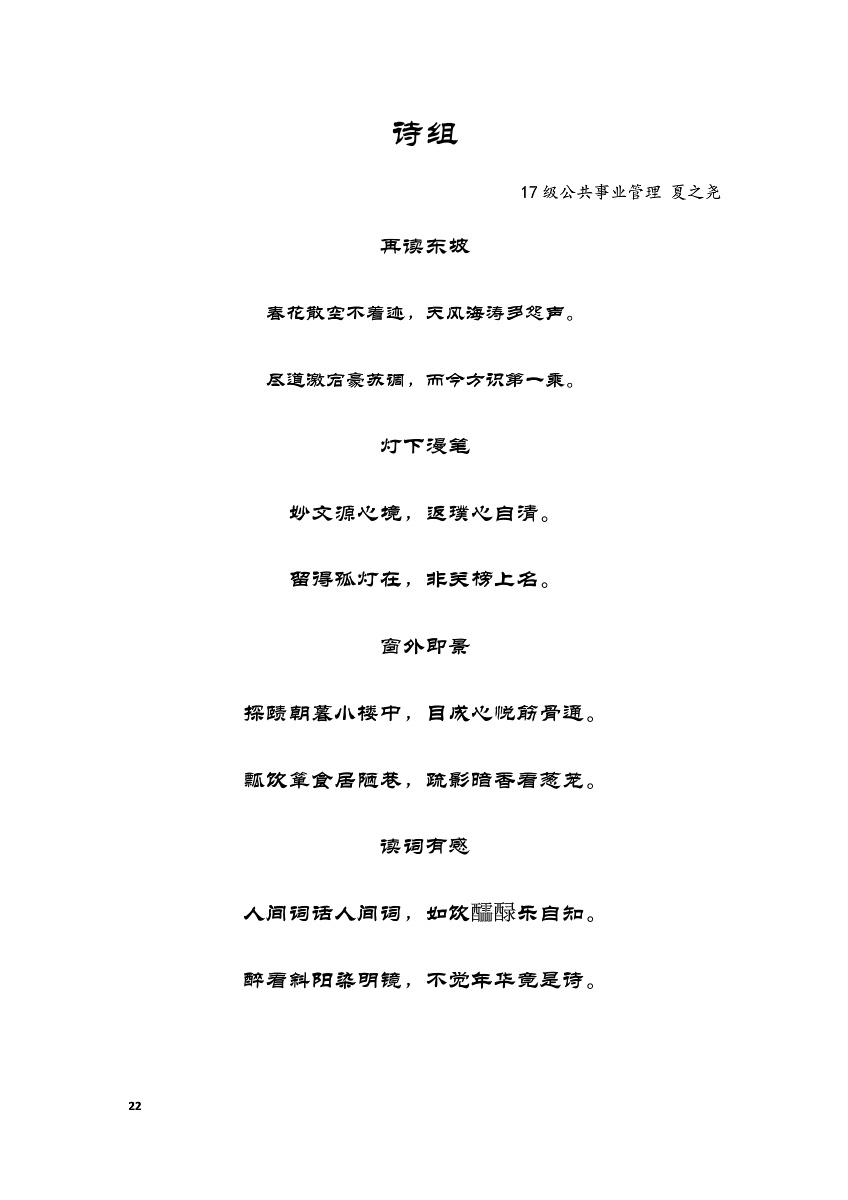 诗组
17 级公共事业管理 夏之尧
再读东坡
春花散空不着迹，天风海涛多怨声。
尽道激宕豪苏调，而今方识第一乘。
灯下漫笔
妙文源心境，返璞心自清。
留得孤灯在，非关榜上名。
窗外即景
探赜朝暮小楼中，目成心悦筋骨通。
瓢饮箪食居陋巷，疏影暗香看葱茏。
读词有感
人间词话人间词，如饮醽醁乐自知。
醉看斜阳染明镜，不觉年华竟是诗。
22